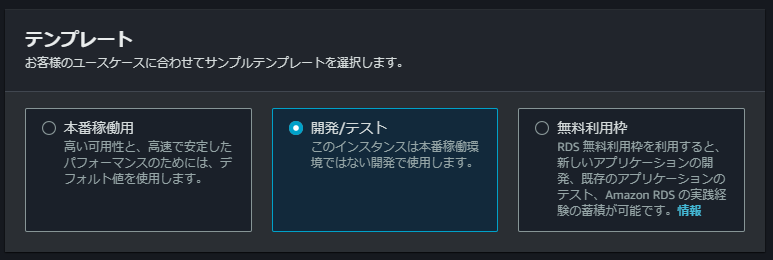 テンプレート
お客様のユースケースに合わせてサンプルテンプレートを選択します。
本番稼働用
高い可用性と、高速で安定した
パフォーマンスのためには、デ
フォルト値を使用します。
開発/テスト
このインスタンスは本番稼働環
境ではない開発で使用します。
無料利用枠
RDS 無料利用枠を利用すると、
新しいアプリケーションの開
発、既存のアプリケーションの
テスト、Amazon RDS の実践経
験の蓄積が可能です。情報